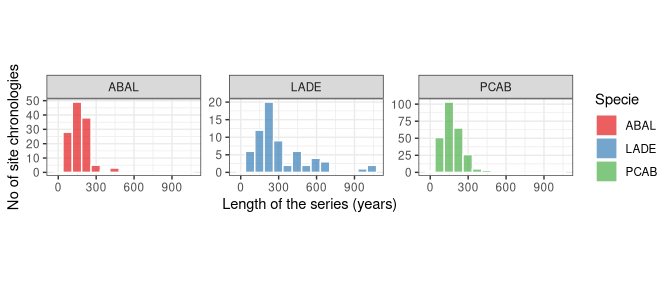 No of site chronologies
ABAL
50
40
30
20
10
0
0 300 600 900
LADE
20
15
10
5
0
0 300 600 900
PCAB
100
75
50
25
0
0 300 600 900
Length of the series (years)
Specie
ABAL
LADE
PCAB